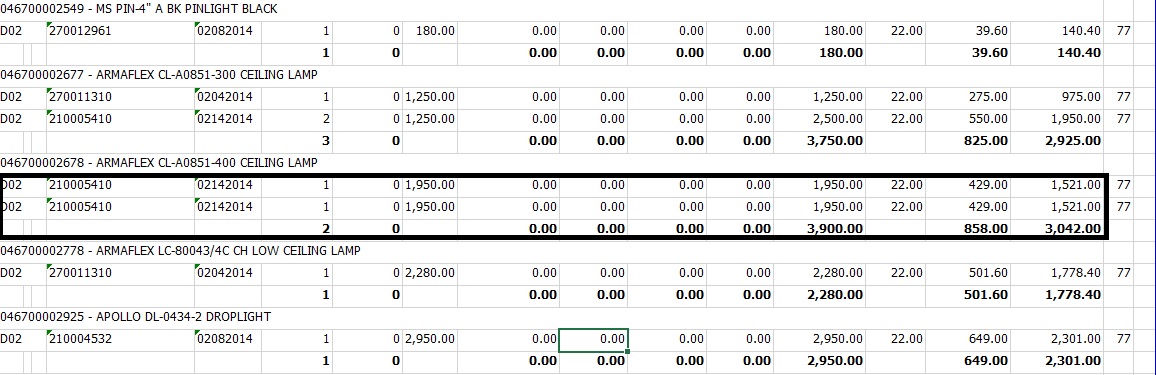 046700002549 - MS PIN-4" A BK PINLIGHT BLACK
D02 270012961 02082014 1 0 180.00 0.00 0.00 0.00 0.00 180.00 22.00 39.60 140.40 77
1 0 0.00 0.00 0.00 0.00 180.00 39.60 140.40
046700002677 - ARMAFLEX CL-A0851-300 CEILING LAMP
D02 270011310 02042014 1 0 1,250.00 0.00 0.00 0.00 0.00 1,250.00 22.00 275.00 975.00 77
D02 210005410 02142014 2 0 1,250.00 0.00 0.00 0.00 0.00 2,500.00 22.00 550.00 1,950.00 77
3 0 0.00 0.00 0.00 0.00 3,750.00 825.00 2,925.00
046700002678 - ARMAFLEX CL-A0851-400 CEILING LAMP
D02 210005410 02142014 1 0 1,950.00 0.00 0.00 0.00 0.00 1,950.00 22.00 429.00 1,521.00 77
D02 210005410 02142014 1 0 1,950.00 0.00 0.00 0.00 0.00 1,950.00 22.00 429.00 1,521.00 77
2 0 0.00 0.00 0.00 0.00 3,900.00 858.00 3,042.00
046700002778 - ARMAFLEX LC-80043/4C CH LOW CEILING LAMP
D02 270011310 02042014 1 0 2,280.00 0.00 0.00 0.00 0.00 2,280.00 22.00 501.60 1,778.40 77
1 0 0.00 0.00 0.00 0.00 2,280.00 501.60 1,778.40
046700002925 - APOLLO DL-0434-2 DROPLIGHT
D02 210004532 02082014 1 0 2,950.00 0.00 0.00 0.00 0.00 2,950.00 22.00 649.00 2,301.00 77
1 0 0.00 0.00 0.00 0.00 2,950.00 649.00 2,301.00